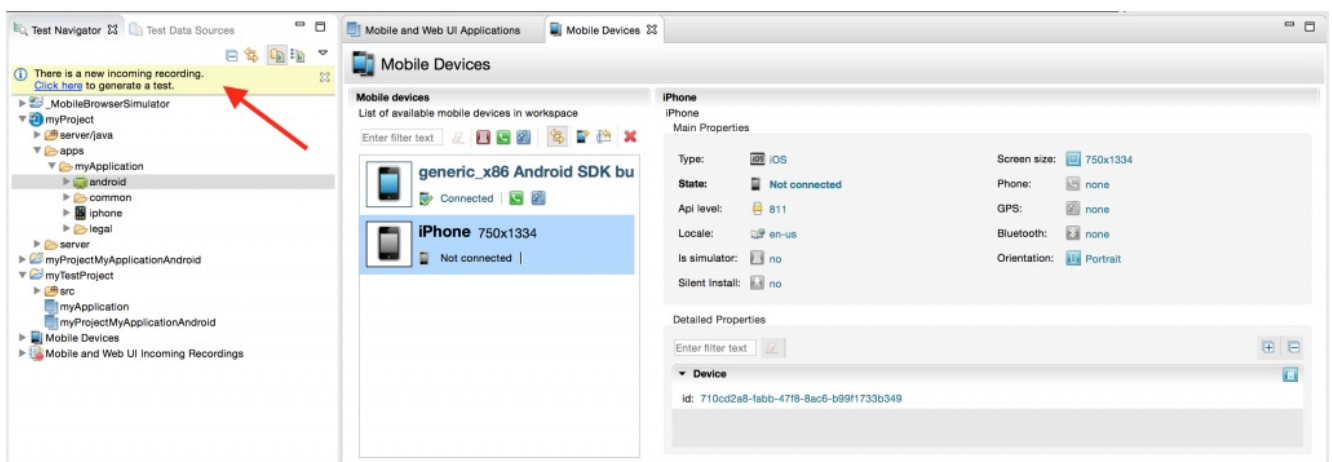 Test Navigator
Test Data Sources
There is a new incoming recording.
Click here to generate a test.
_MobileBrowserSimulator
myProject
server/java
apps
myApplication
android
common
iphone
legal
server
myProjectMyApplicationAndroid
myTestProject
src
myApplication
myProjectMyApplicationAndroid
Mobile Devices
Mobile and Web UI Incoming Recordings
Mobile and Web UI Applications
Mobile Devices
Mobile Devices
Mobile devices
List of available mobile devices in workspace
Enter filter text
generic_x86 Android SDK bu
Connected
iPhone 750x1334
Not connected
iPhone
iPhone
Main Properties
Type: iOS iOS
Screen size: 750x1334
State: Not connected
Phone: none
Api level: 811
GPS: none
Locale: en-us
Bluetooth: none
Is simulator: no
Orientation: Portrait
Silent Install: no
Detailed Properties
Enter filter text
Device
id: 710cd2a8-fabb-47f8-8ac6-b99f1733b349